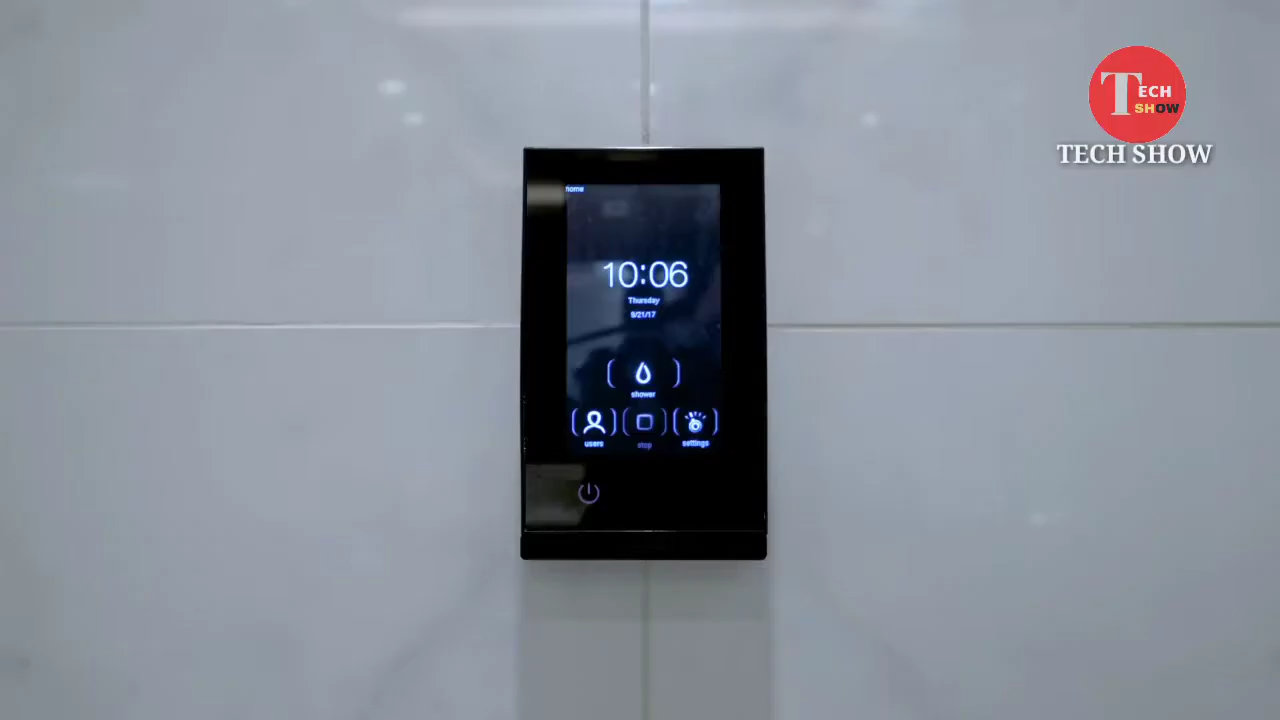 home
10:06
Thursday
9/21/17
shower
users
stop
settings
TECH
SHOW
TECH SHOW